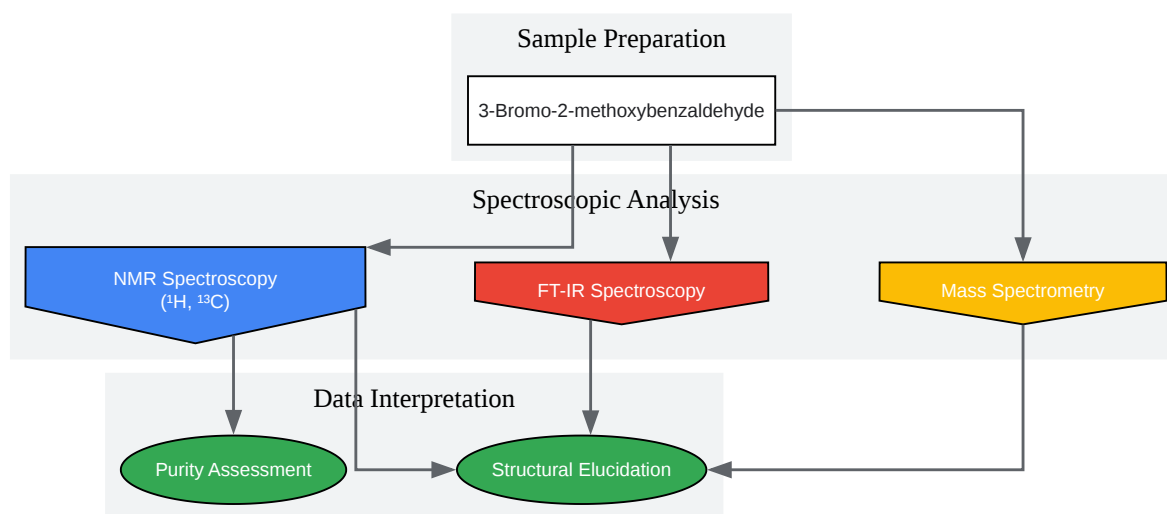 Sample Preparation
3-Bromo-2-methoxybenzaldehyde
Spectroscopic Analysis
NMR Spectroscopy
(¹H, ¹³C)
FT-IR Spectroscopy
Mass Spectrometry
Data Interpretation
Purity Assessment
Structural Elucidation